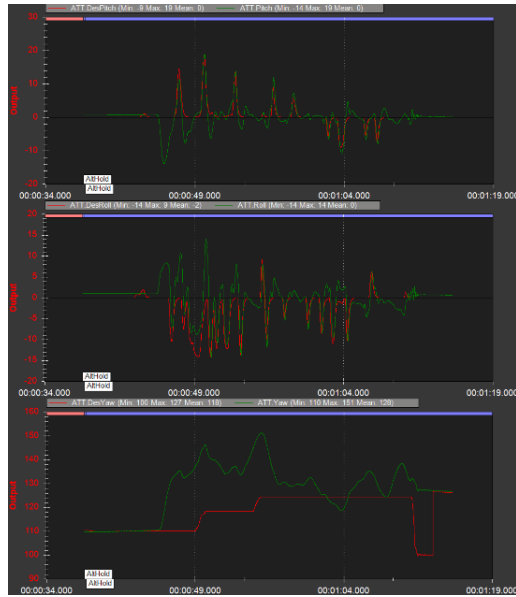 ATT.DesPitch (Min: -9 Max: 19 Mean: 0) ATT.Pitch (Min: -14 Max: 19 Mean: 0)
30
20
10
0
-10
-20
Output
AltHold
AltHold
00:00:34.000 00:00:49.000 00:01:04.000 00:01:19.000
ATT.DesRoll (Min: -14 Max: 9 Mean: -2) ATT.Roll (Min: -14 Max: 14 Mean: 0)
20
15
10
5
0
-5
-10
-15
-20
Output
AltHold
AltHold
00:00:34.000 00:00:49.000 00:01:04.000 00:01:19.000
ATT.DesYaw (Min: 100 Max: 127 Mean: 118) ATT.Yaw (Min: 110 Max: 151 Mean: 128)
160
150
140
130
120
110
100
90
Output
AltHold
AltHold
00:00:34.000 00:00:49.000 00:01:04.000 00:01:19.000